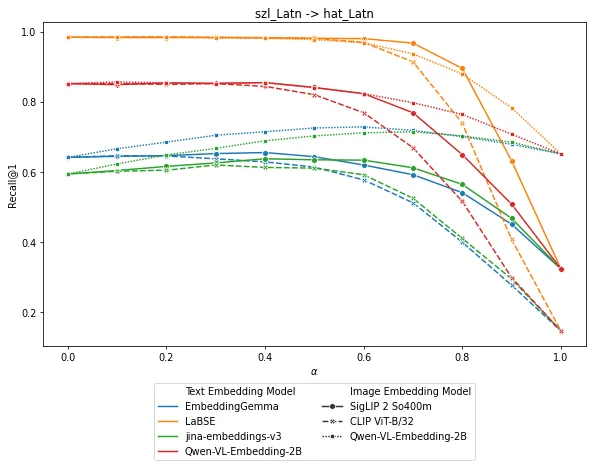 szl_Latn -> hat_Latn
Recall@1
1.0
0.8
0.6
0.4
0.2
0.0 0.2 0.4 0.6 0.8 1.0
α
Text Embedding Model Image Embedding Model
EmbeddingGemma SigLIP 2 So400m
LaBSE CLIP ViT-B/32
jina-embeddings-v3 Qwen-VL-Embedding-2B
Qwen-VL-Embedding-2B